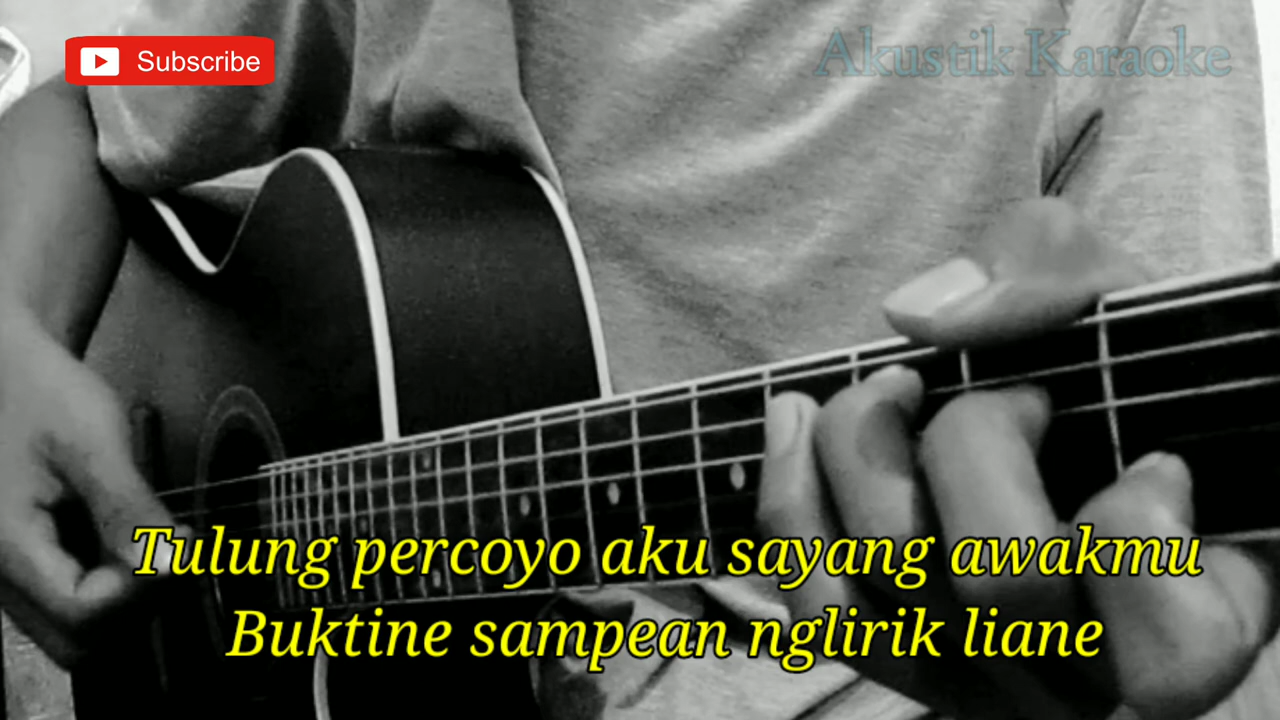 Subscribe
Akustik Karaoke
Tulung percoyo aku sayang awakmu
Buktine sampean nglirik liane